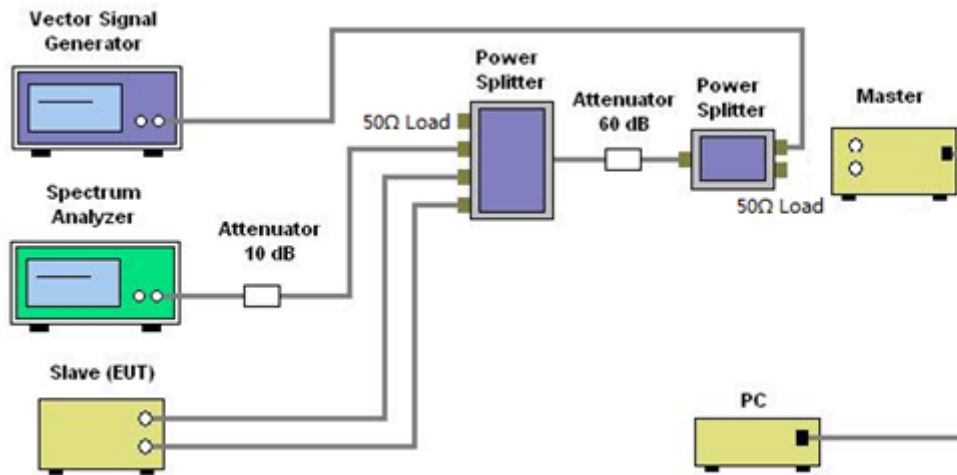 Vector Signal
Generator
Power
Splitter
Attenuator
60 dB
Power
Splitter
Master
50Ω Load
Spectrum
Analyzer
Attenuator
10 dB
50Ω Load
Slave (EUT)
PC